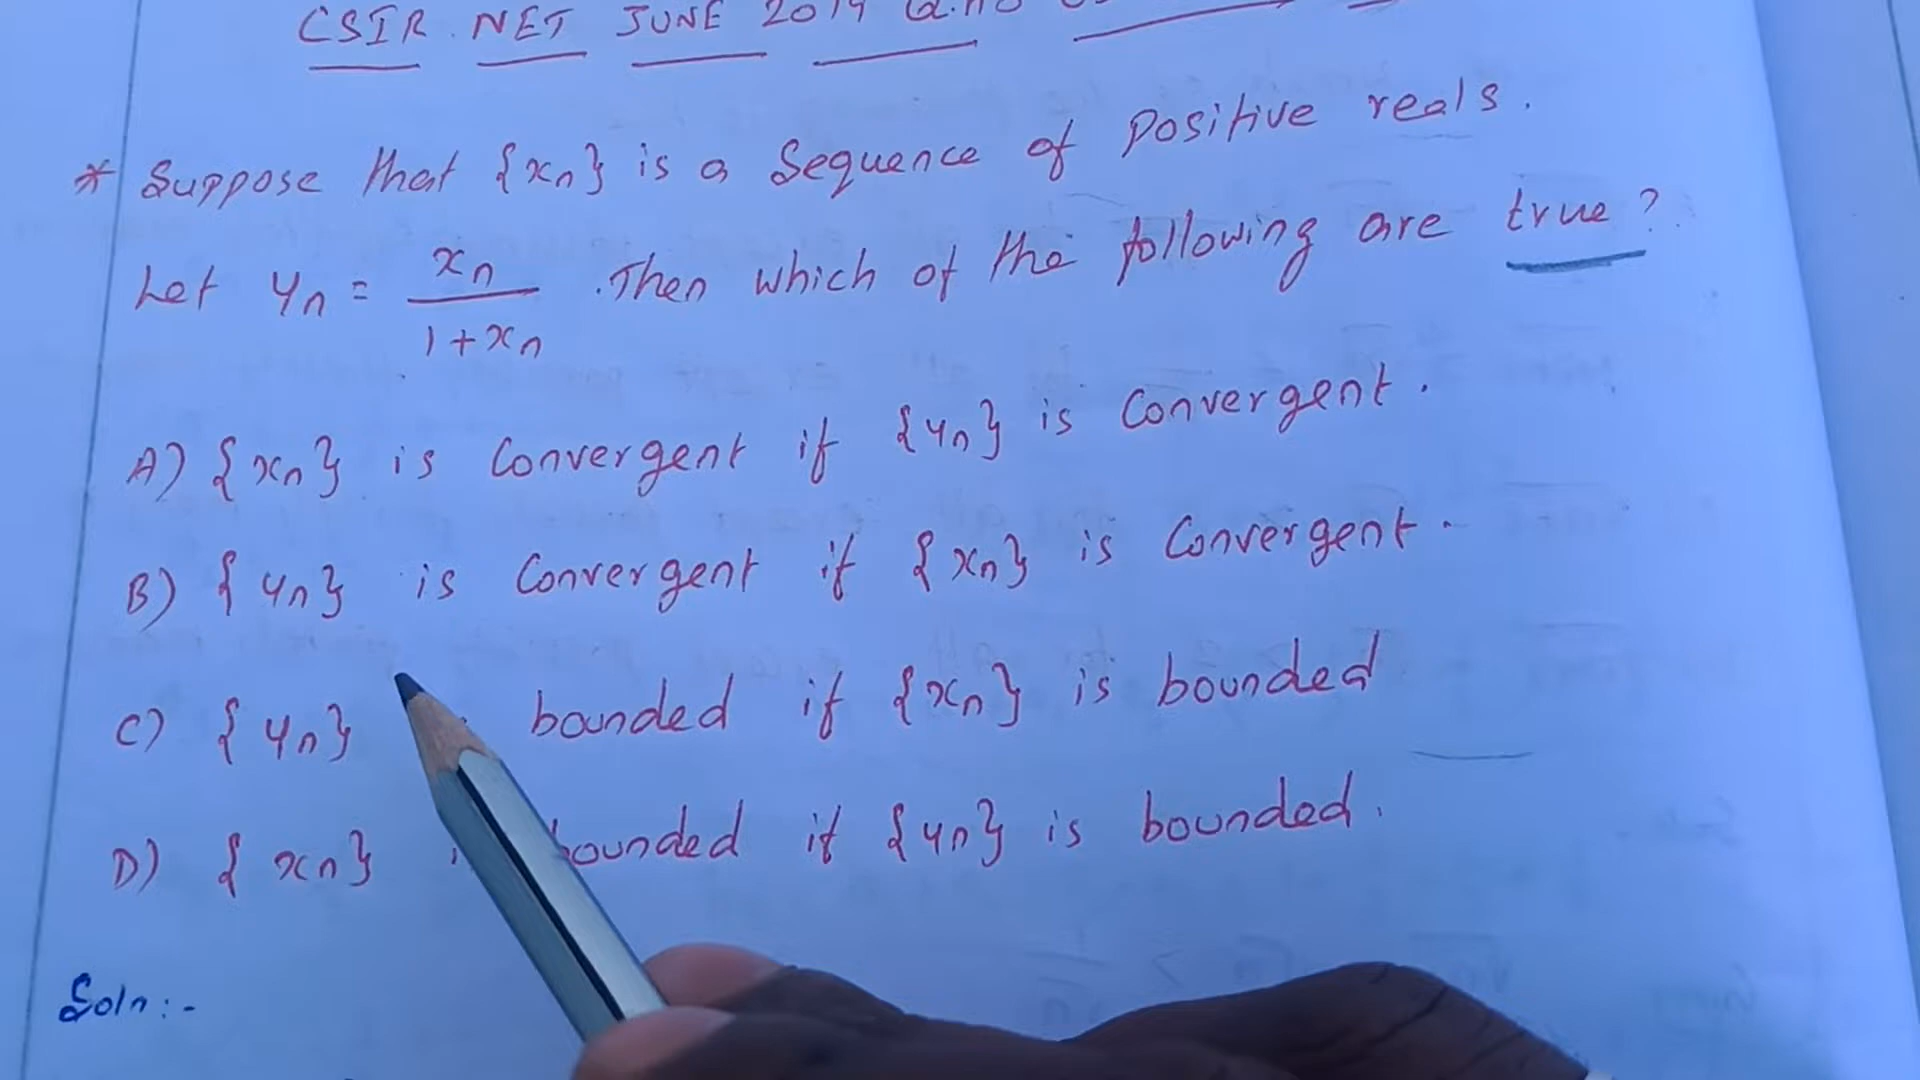 CSIR NET JUNE 2019 Q.no
* Suppose that {xn} is a Sequence of Positive reals.
Let yn = xn / 1+xn . Then which of the following are true?
A) {xn} is Convergent if {yn} is Convergent.
B) {yn} is Convergent if {xn} is Convergent.
C) {yn} bounded if {xn} is bounded
D) {xn} bounded if {yn} is bounded.
Soln:-